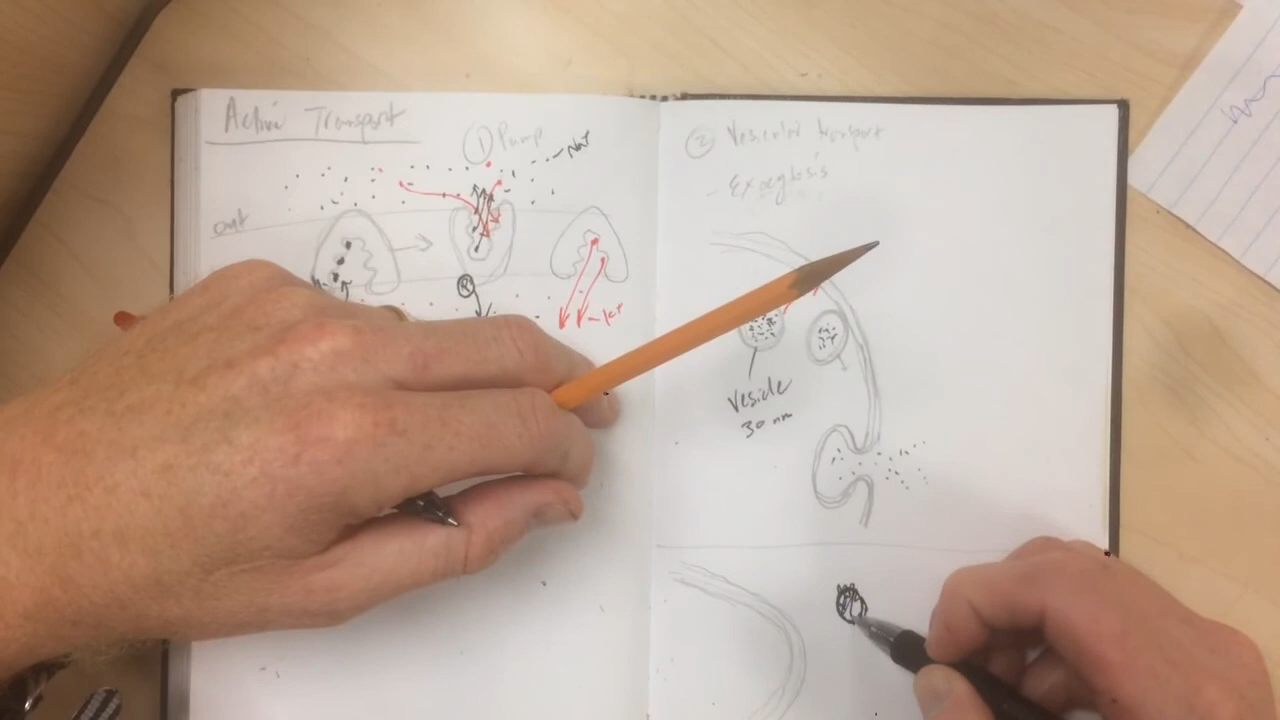 Active Transport
① Pump
Na+
out
K+
② Vesicular transport
- Exocytosis
Vesicle
30 nm